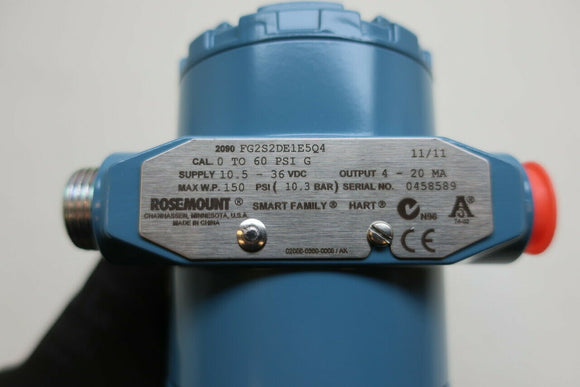 2090 FG2S2DE1E5Q4
11/11
CAL. 0 TO 60 PSI G
SUPPLY 10.5 - 36 VDC OUTPUT 4 - 20 MA
MAX W.P. 150 PSI ( 10.3 BAR) SERIAL NO. 0458589
ROSEMOUNT® SMART FAMILY® HART® N96
CHANHASSEN, MINNESOTA, U.S.A.
MADE IN CHINA
CE